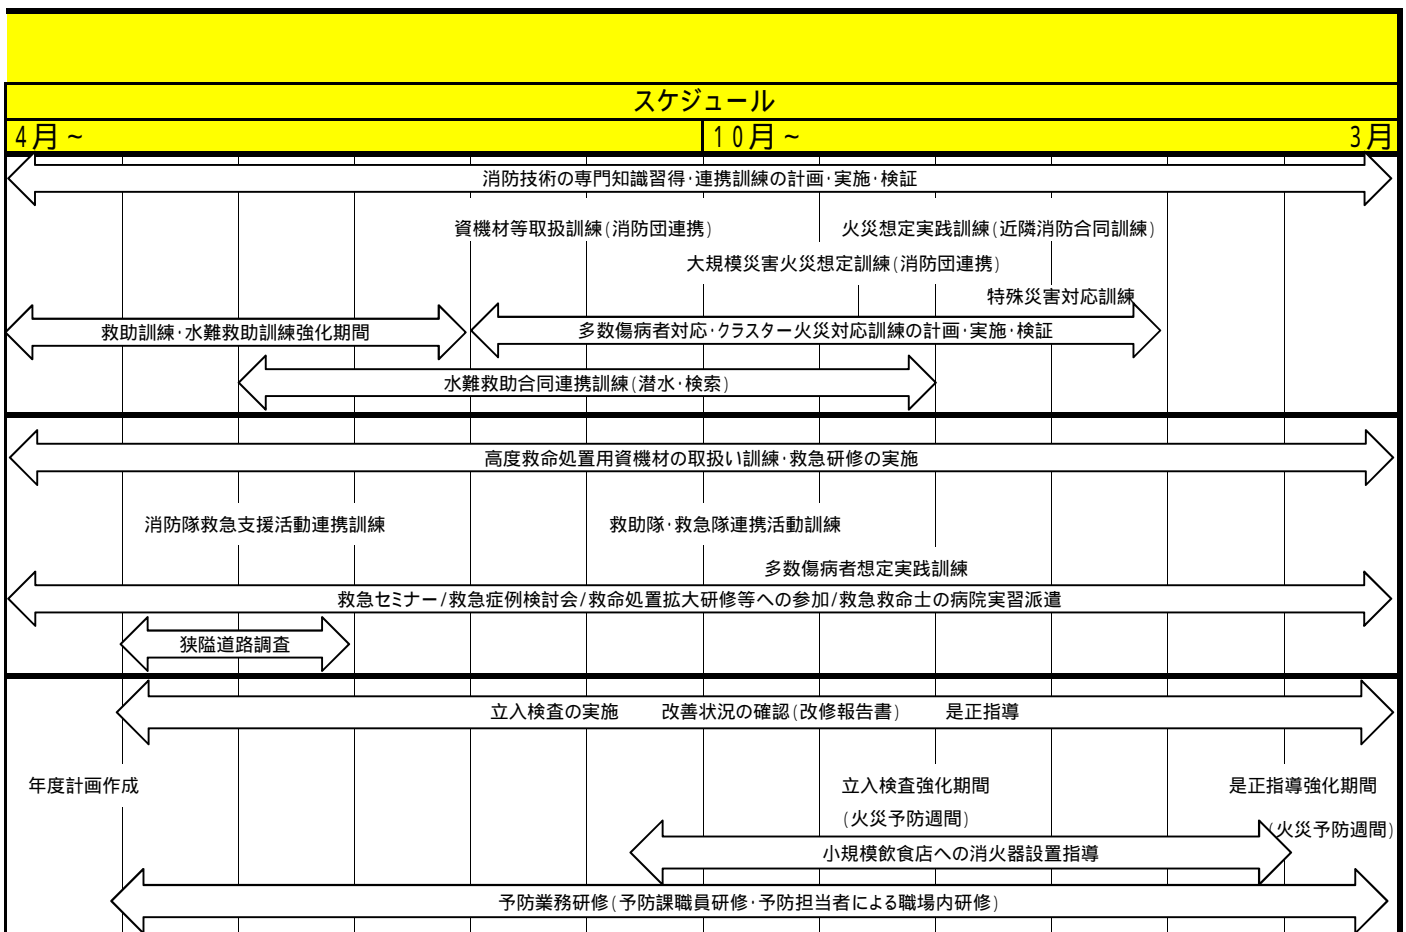 スケジュール
4月～
10月～
3月
消防技術の専門知識習得・連携訓練の計画・実施・検証
資機材等取扱訓練(消防団連携)
火災想定実践訓練(近隣消防合同訓練)
大規模災害火災想定訓練(消防団連携)
特殊災害対応訓練
救助訓練・水難救助訓練強化期間
多数傷病者対応・クラスター火災対応訓練の計画・実施・検証
水難救助合同連携訓練(潜水・検索)
高度救命処置用資機材の取扱い訓練・救急研修の実施
消防隊救急支援活動連携訓練
救助隊・救急隊連携活動訓練
多数傷病者想定実践訓練
救急セミナー/救急症例検討会/救命処置拡大研修等への参加/救急救命士の病院実習派遣
狭隘道路調査
立入検査の実施　　改善状況の確認(改修報告書)　　是正指導
年度計画作成
立入検査強化期間
是正指導強化期間
(火災予防週間)
(火災予防週間)
小規模飲食店への消火器設置指導
予防業務研修(予防課職員研修・予防担当者による職場内研修)